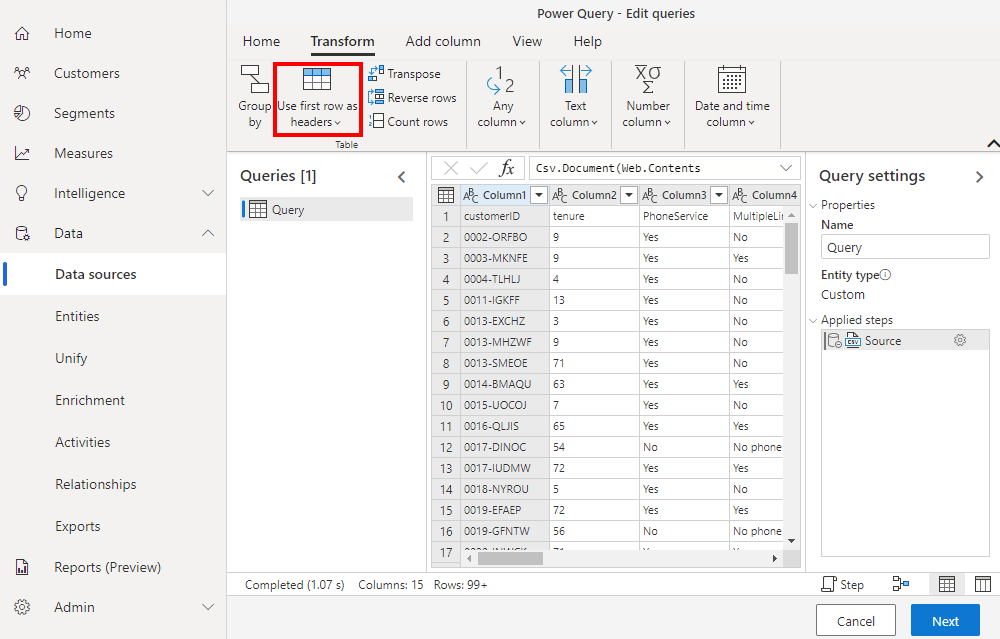 Power Query - Edit queries
Home
Customers
Segments
Measures
Intelligence
Data
Data sources
Entities
Unify
Enrichment
Activities
Relationships
Exports
Reports (Preview)
Admin
Home Transform Add column View Help
Group by
Use first row as headers
Transpose
Reverse rows
Count rows
Table
Any column
Text column
Number column
Date and time column
Queries [1]
Query
fx Csv.Document(Web.Contents
Column1 Column2 Column3 Column4
1 customerID tenure PhoneService MultipleLin
2 0002-ORFBO 9 Yes No
3 0003-MKNFE 9 Yes Yes
4 0004-TLHLJ 4 Yes No
5 0011-IGKFF 13 Yes No
6 0013-EXCHZ 3 Yes No
7 0013-MHZWF 9 Yes No
8 0013-SMEOE 71 Yes No
9 0014-BMAQU 63 Yes Yes
10 0015-UOCOJ 7 Yes No
11 0016-QLJIS 65 Yes Yes
12 0017-DINOC 54 No No phone
13 0017-IUDMW 72 Yes Yes
14 0018-NYROU 5 Yes No
15 0019-EFAEP 72 Yes Yes
16 0019-GFNTW 56 No No phone
17
Query settings
Properties
Name
Query
Entity type
Custom
Applied steps
CSV Source
Completed (1.07 s) Columns: 15 Rows: 99+
Step
Cancel Next